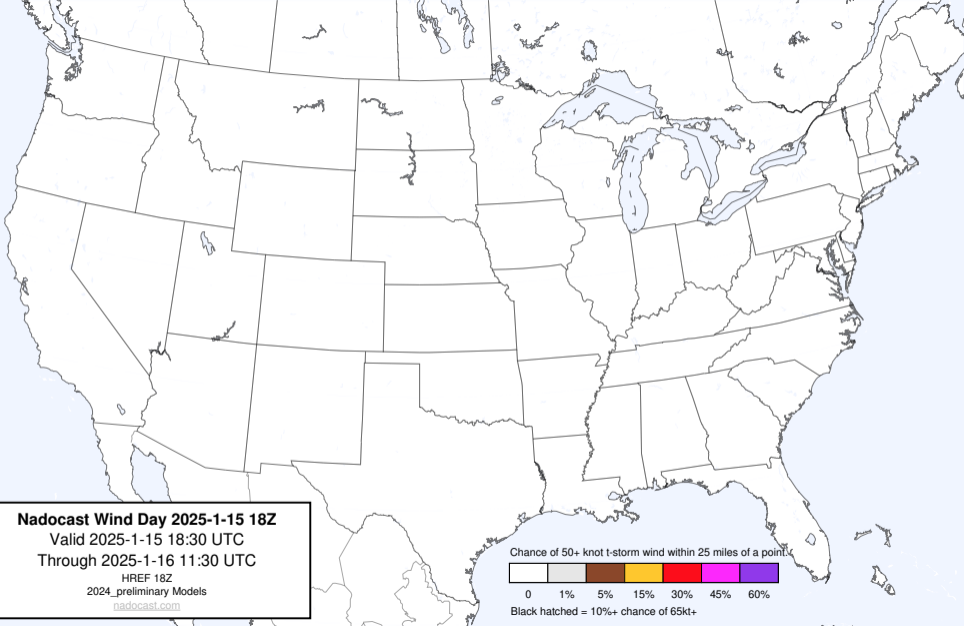 Nadocast Wind Day 2025-1-15 18Z
Valid 2025-1-15 18:30 UTC
Through 2025-1-16 11:30 UTC
HREF 18Z
2024_preliminary Models
nadocast.com
Chance of 50+ knot t-storm wind within 25 miles of a point.
0 1% 5% 15% 30% 45% 60%
Black hatched = 10%+ chance of 65kt+